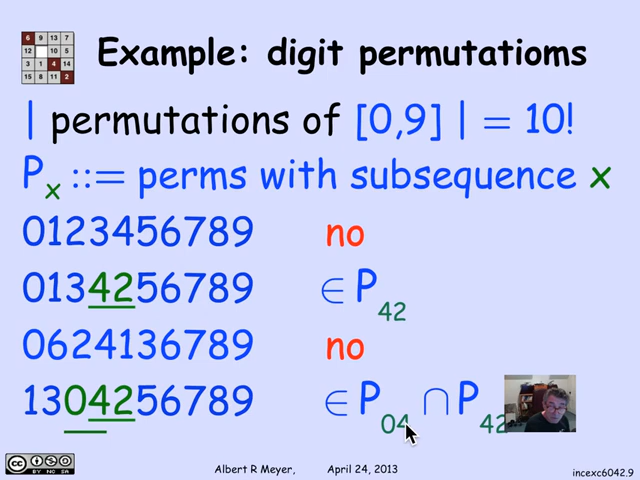 6 9 13 7
12 10 5
3 1 4 14
15 8 11 2
Example: digit permutatioms
| permutations of [0,9] | = 10!
Px ::= perms with subsequence x
0123456789 no
0134256789 ∈ P42
0624136789 no
1304256789 ∈ P04 ∩ P42
cc BY NC SA
Albert R Meyer, April 24, 2013
incexc6042.9